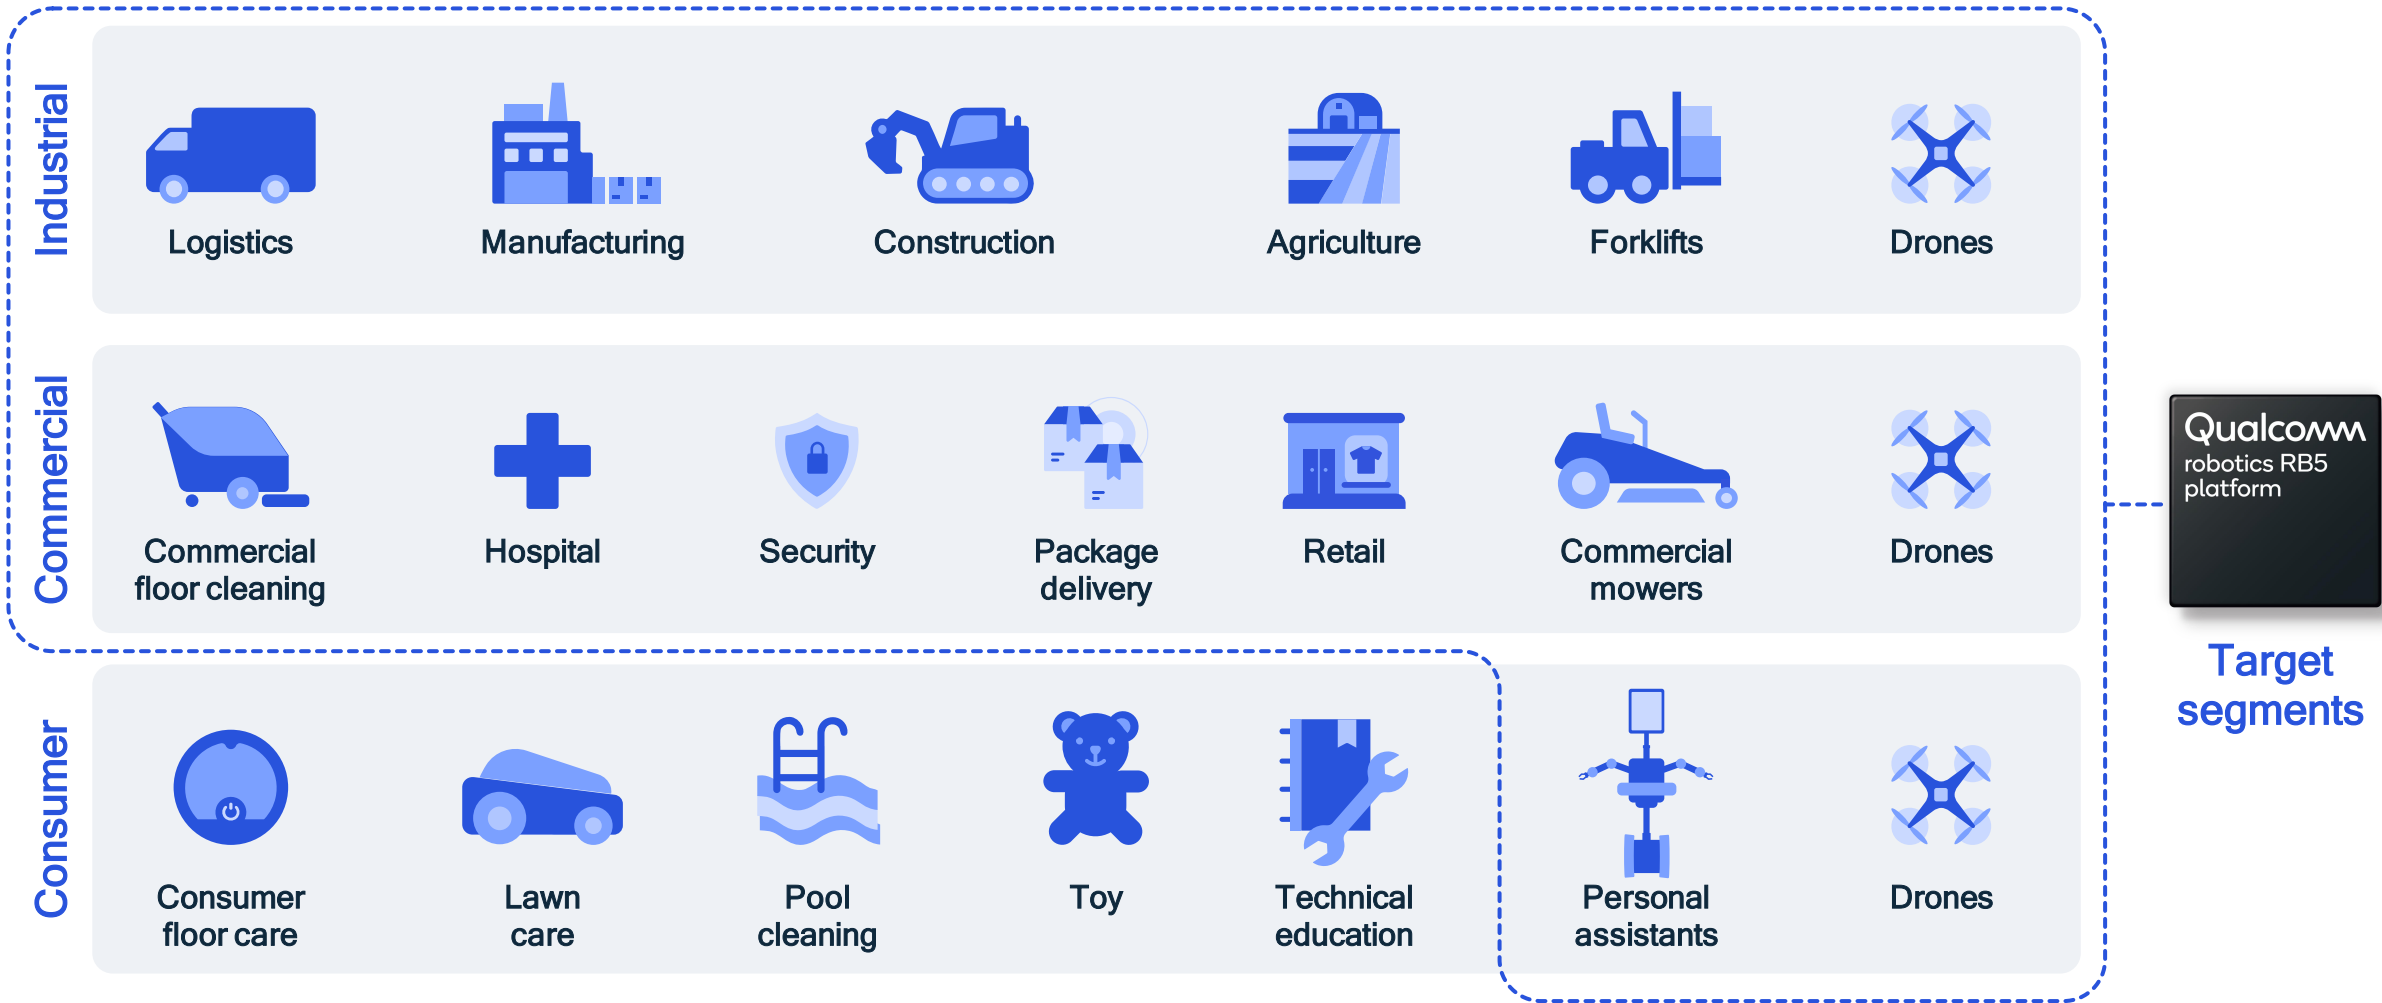 Industrial
Logistics
Manufacturing
Construction
Agriculture
Forklifts
Drones
Commercial
Commercial
floor cleaning
Hospital
Security
Package
delivery
Retail
Commercial
mowers
Drones
Consumer
Consumer
floor care
Lawn
care
Pool
cleaning
Toy
Technical
education
Personal
assistants
Drones
Qualcomm
robotics RB5
platform
Target
segments